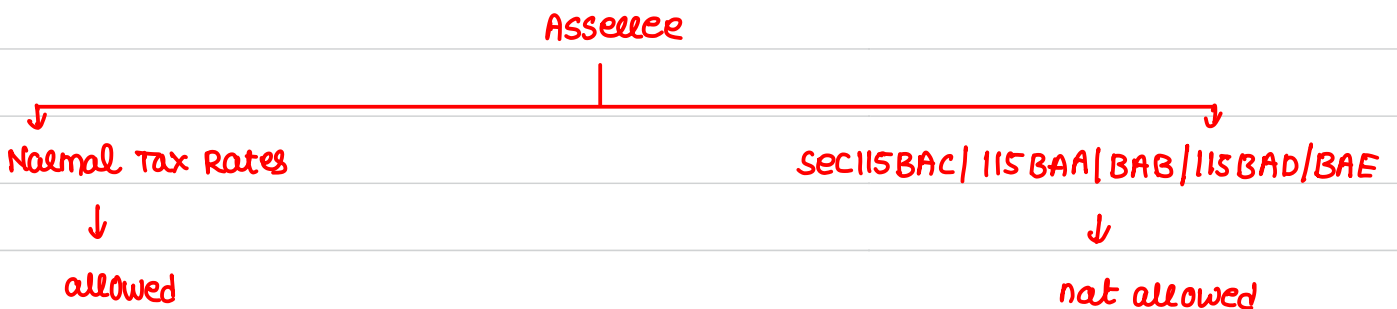 Assessee
Normal Tax Rates
SEC115BAC/ 115BAA/BAB/115BAD/BAE
allowed
not allowed